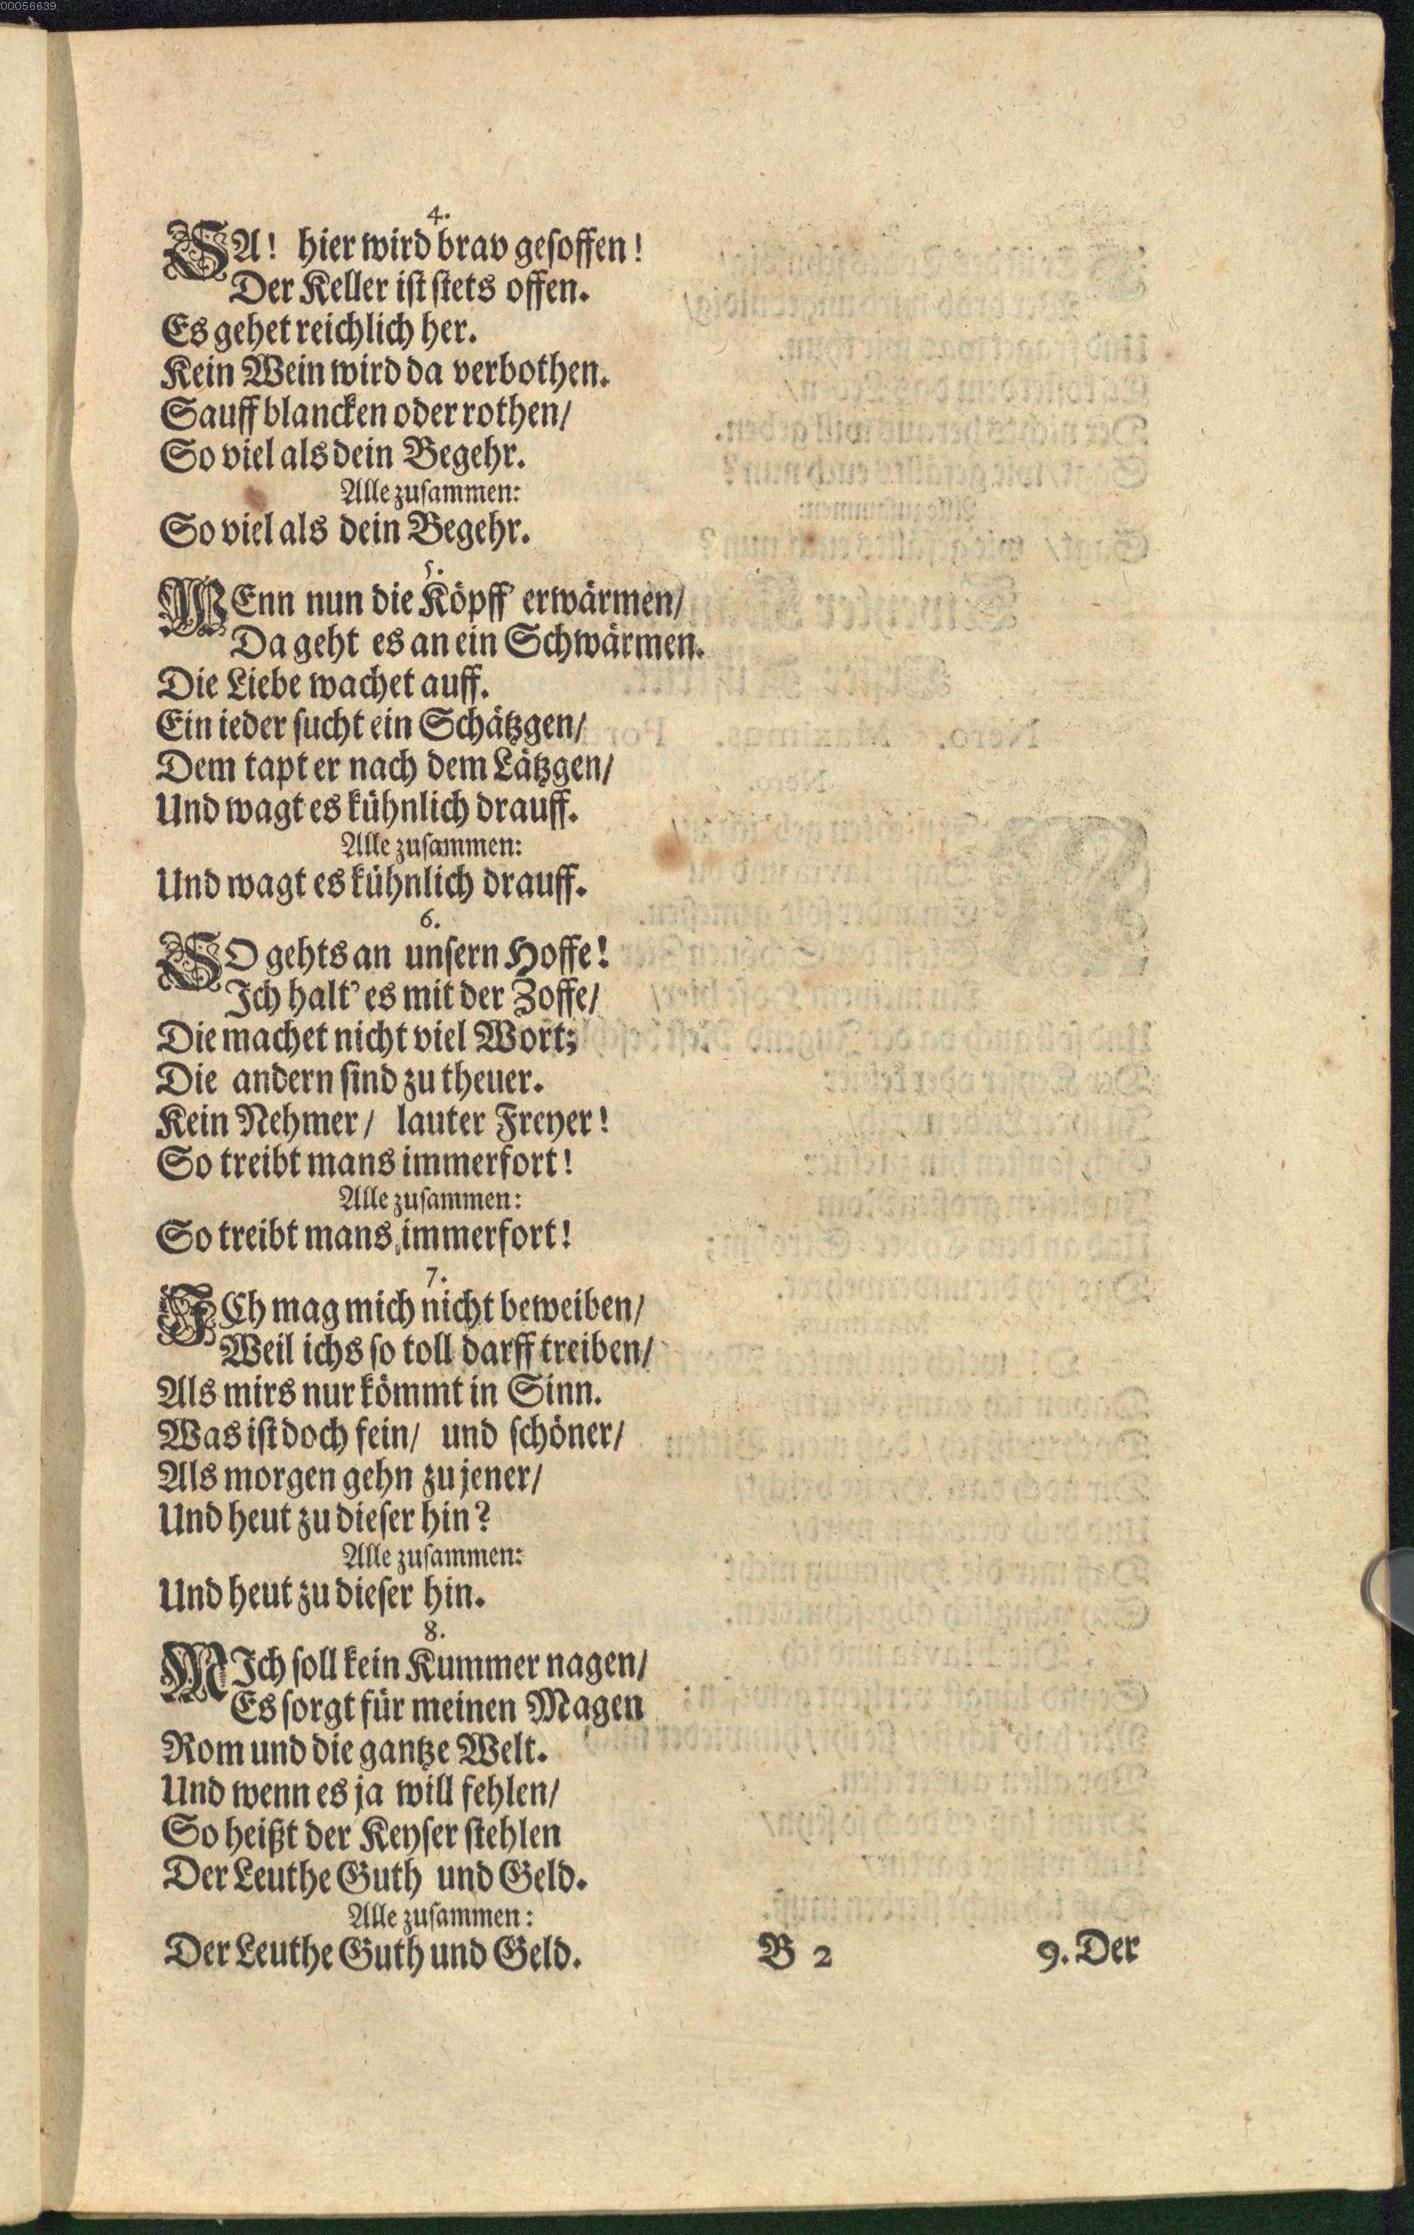 00056639
4.
SA! hier wird brav gesoffen!
Der Keller ist stets offen.
Es gehet reichlich her.
Kein Wein wird da verbothen.
Sauff blancken oder rothen/
So viel als dein Begehr.
Alle zusammen:
So viel als dein Begehr.
5.
WEnn nun die Köpff' erwärmen/
Da geht es an ein Schwärmen.
Die Liebe wachet auff.
Ein ieder sucht ein Schätzgen/
Dem tapt er nach dem Lätzgen/
Und wagt es kühnlich drauff.
Alle zusammen:
Und wagt es kühnlich drauff.
6.
SO gehts an unsern Hoffe!
Ich halt' es mit der Zoffe/
Die machet nicht viel Wort;
Die andern sind zu theuer.
Kein Nehmer/ lauter Freyer!
So treibt mans immerfort!
Alle zusammen:
So treibt mans immerfort!
7.
ICh mag mich nicht beweiben/
Weil ichs so toll darff treiben/
Als mirs nur kömmt in Sinn.
Was ist doch fein/ und schöner/
Als morgen gehn zu jener/
Und heut zu dieser hin?
Alle zusammen:
Und heut zu dieser hin.
8.
MIch soll kein Kummer nagen/
Es sorgt für meinen Magen
Rom und die gantze Welt.
Und wenn es ja will fehlen/
So heißt der Keyser stehlen
Der Leuthe Guth und Geld.
Alle zusammen:
Der Leuthe Guth und Geld.
B 2
9. Der